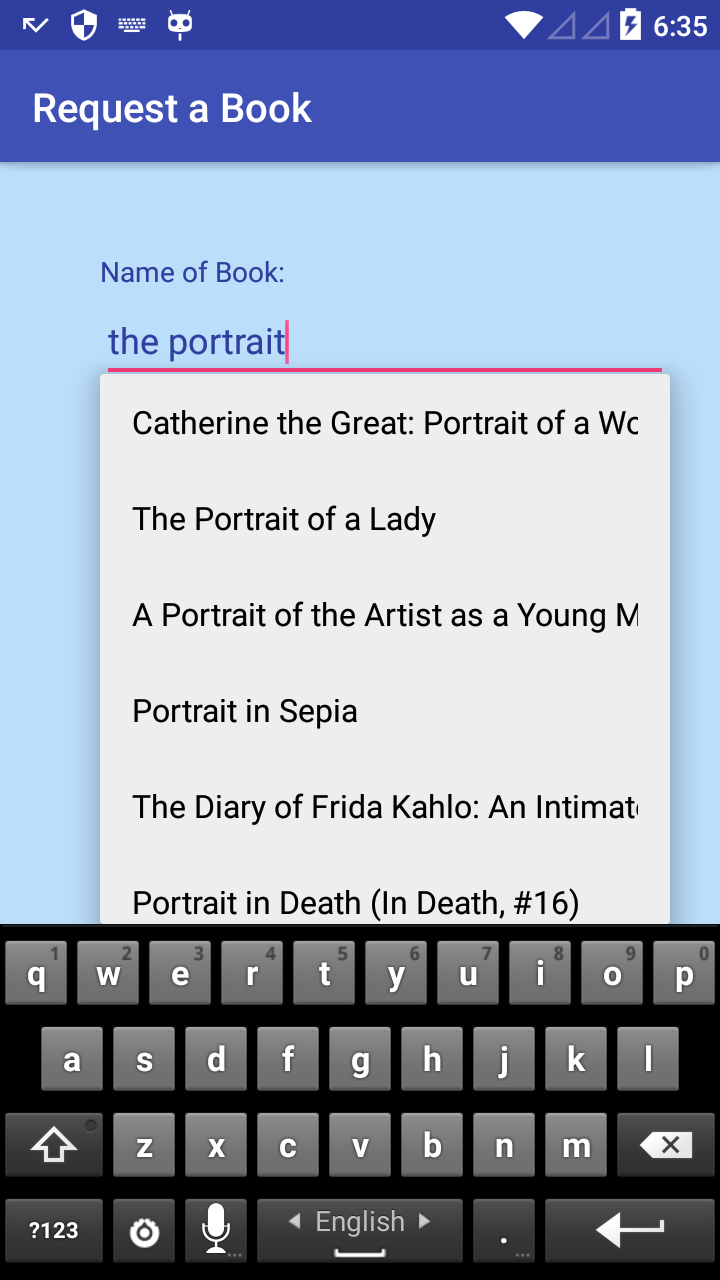 6:35
Request a Book
Name of Book:
the portrait
Catherine the Great: Portrait of a Wo
The Portrait of a Lady
A Portrait of the Artist as a Young M
Portrait in Sepia
The Diary of Frida Kahlo: An Intimate
Portrait in Death (In Death, #16)
1 2 3 4 5 6 7 8 9 0
q w e r t y u i o p
a s d f g h j k l
z x c v b n m
?123 English . ...